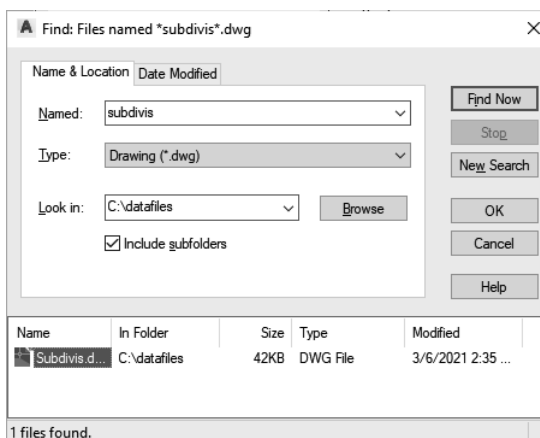 Find: Files named *subdivis*.dwg
Name & Location Date Modified
Named: subdivis
Type: Drawing (*.dwg)
Look in: C:\datafiles Browse
Include subfolders
Find Now
Stop
New Search
OK
Cancel
Help
Name In Folder Size Type Modified
Subdivis.d... C:\datafiles 42KB DWG File 3/6/2021 2:35 ...
1 files found.